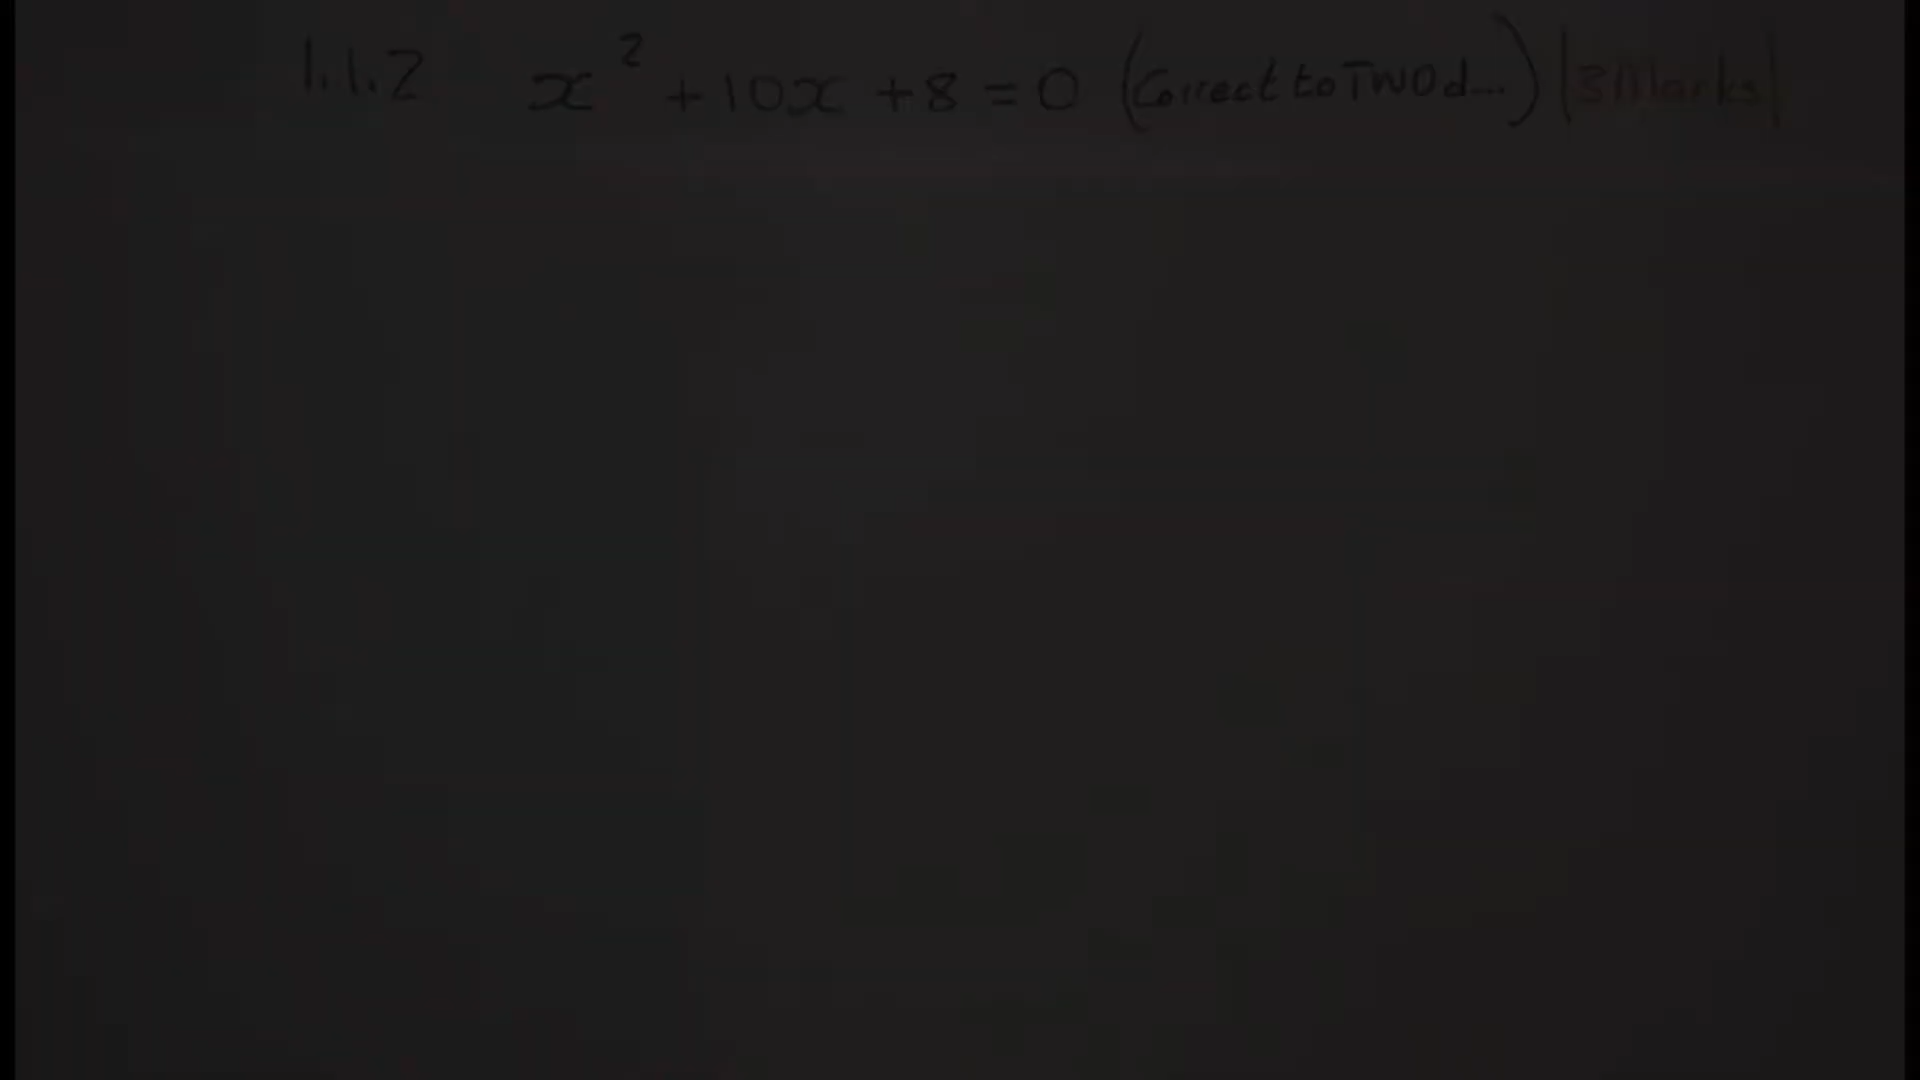 1.1.2 x² +10x +8 = 0 (Correct to TWO d...) |3 Marks|